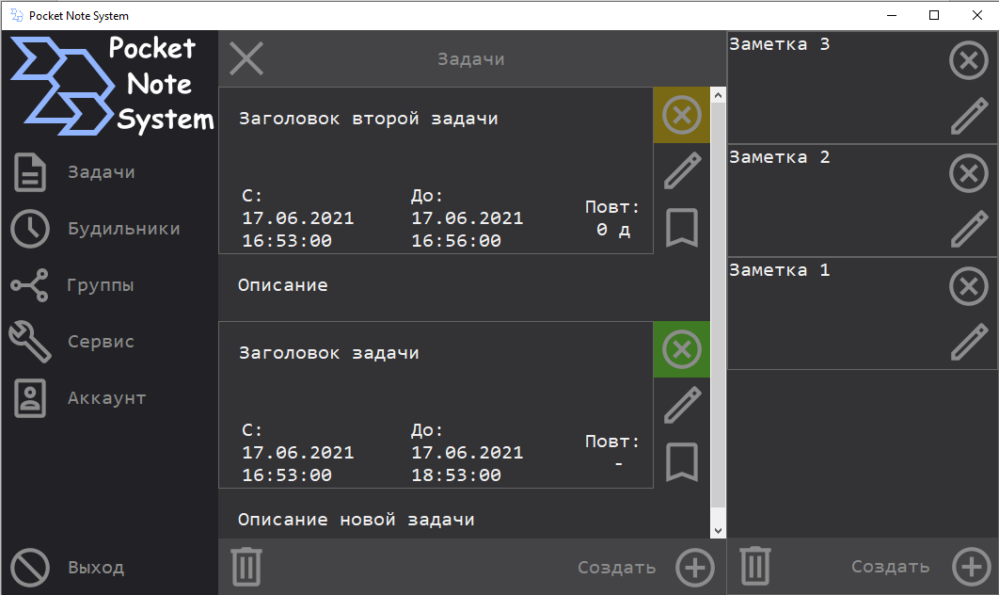 Pocket Note System
Pocket
Note
System
Задачи
Будильники
Группы
Сервис
Аккаунт
Выход
Задачи
Заголовок второй задачи
С:
17.06.2021
16:53:00
До:
17.06.2021
16:56:00
Повт:
0 д
Описание
Заголовок задачи
С:
17.06.2021
16:53:00
До:
17.06.2021
18:53:00
Повт:
-
Описание новой задачи
Создать
Заметка 3
Заметка 2
Заметка 1
Создать